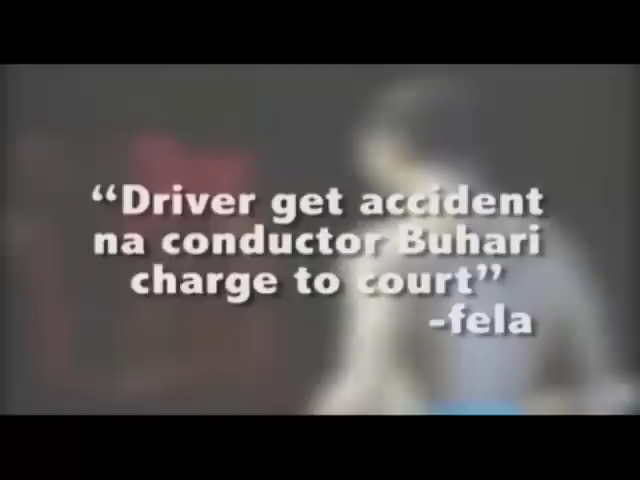 “Driver get accident
na conductor Buhari
charge to court”
-fela